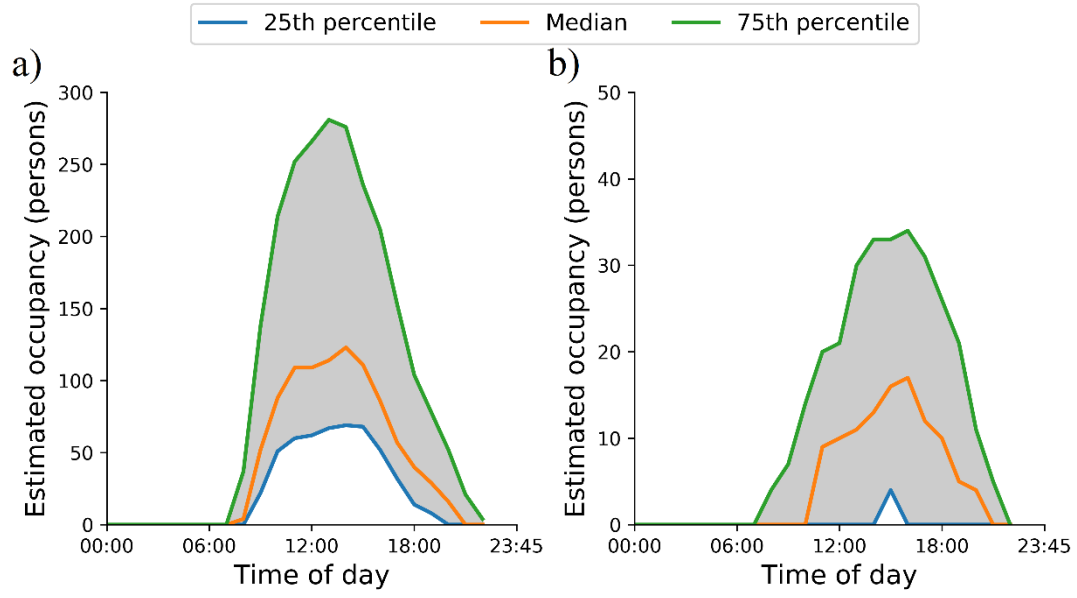 25th percentile Median 75th percentile
a)
Estimated occupancy (persons)
300
250
200
150
100
50
0
00:00 06:00 12:00 18:00 23:45
Time of day
b)
Estimated occupancy (persons)
50
40
30
20
10
0
00:00 06:00 12:00 18:00 23:45
Time of day